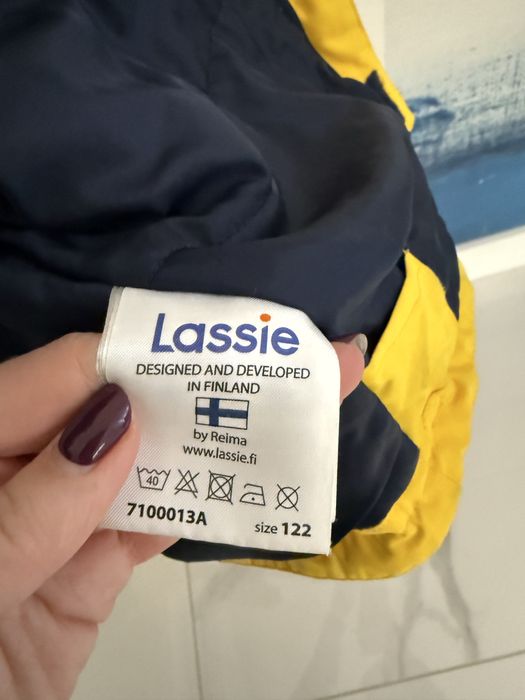 Lassie
DESIGNED AND DEVELOPED
IN FINLAND
by Reima
www.lassie.fi
40
7100013A
size 122